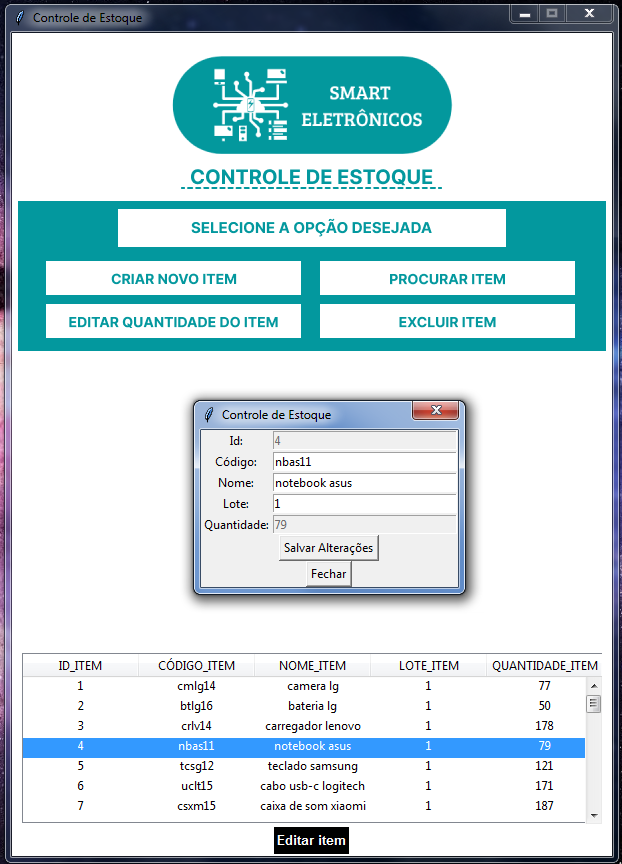 Controle de Estoque
SMART
ELETRÔNICOS
CONTROLE DE ESTOQUE
SELECIONE A OPÇÃO DESEJADA
CRIAR NOVO ITEM PROCURAR ITEM
EDITAR QUANTIDADE DO ITEM EXCLUIR ITEM
Controle de Estoque
Id: 4
Código: nbas11
Nome: notebook asus
Lote: 1
Quantidade: 79
Salvar Alterações
Fechar
ID_ITEM CÓDIGO_ITEM NOME_ITEM LOTE_ITEM QUANTIDADE_ITEM
1 cmlg14 camera lg 1 77
2 btlg16 bateria lg 1 50
3 crlv14 carregador lenovo 1 178
4 nbas11 notebook asus 1 79
5 tcsg12 teclado samsung 1 121
6 uclt15 cabo usb-c logitech 1 171
7 csxm15 caixa de som xiaomi 1 187
Editar item